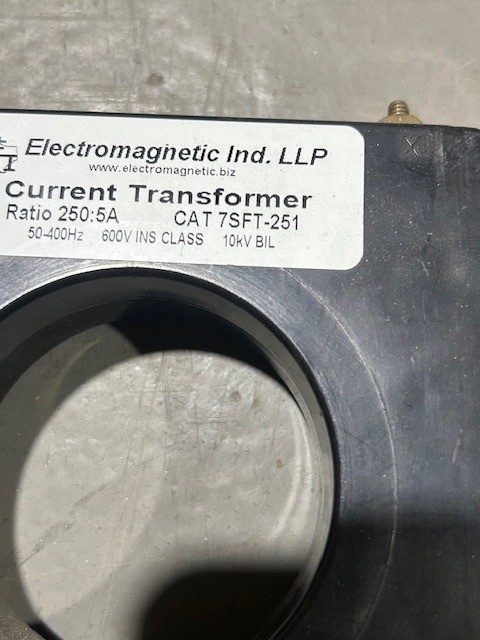 Electromagnetic Ind. LLP
www.electromagnetic.biz
Current Transformer
Ratio 250:5A CAT 7SFT-251
50-400Hz 600V INS CLASS 10kV BIL
X1